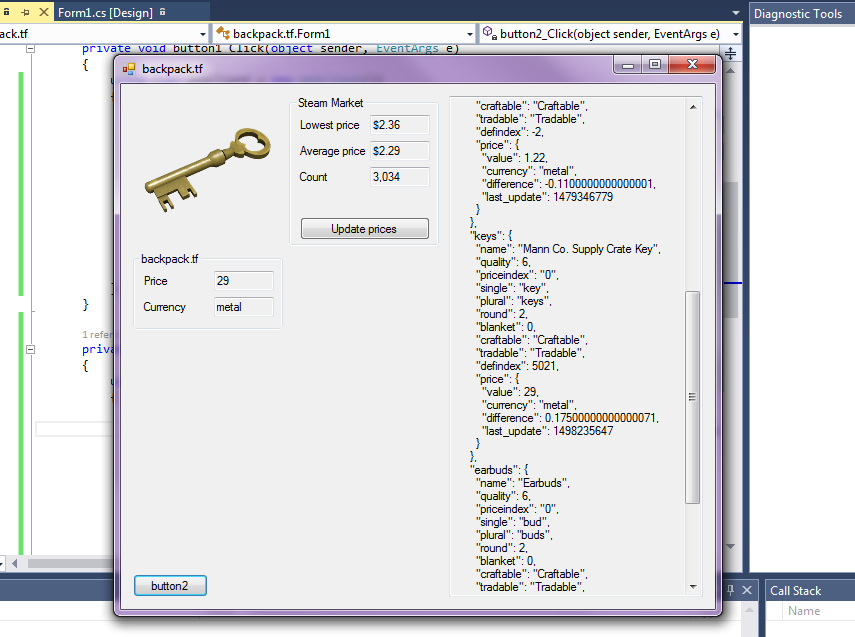 Form1.cs [Design]
Diagnostic Tools
ack.tf
backpack.tf.Form1
button2_Click(object sender, EventArgs e)
private void button1_Click(object sender, EventArgs e)
{
backpack.tf
Steam Market
Lowest price $2.36
Average price $2.29
Count 3,034
Update prices
backpack.tf
Price 29
Currency metal
button2
"craftable": "Craftable",
"tradable": "Tradable",
"defindex": -2,
"price": {
"value": 1.22,
"currency": "metal",
"difference": -0.1100000000000001,
"last_update": 1479346779
}
},
"keys": {
"name": "Mann Co. Supply Crate Key",
"quality": 6,
"priceindex": "0",
"single": "key",
"plural": "keys",
"round": 2,
"blanket": 0,
"craftable": "Craftable",
"tradable": "Tradable",
"defindex": 5021,
"price": {
"value": 29,
"currency": "metal",
"difference": 0.17500000000000071,
"last_update": 1498235647
}
},
"earbuds": {
"name": "Earbuds",
"quality": 6,
"priceindex": "0",
"single": "bud",
"plural": "buds",
"round": 2,
"blanket": 0,
"craftable": "Craftable",
"tradable": "Tradable",
}
1 refer
priva
{
Call Stack
Name